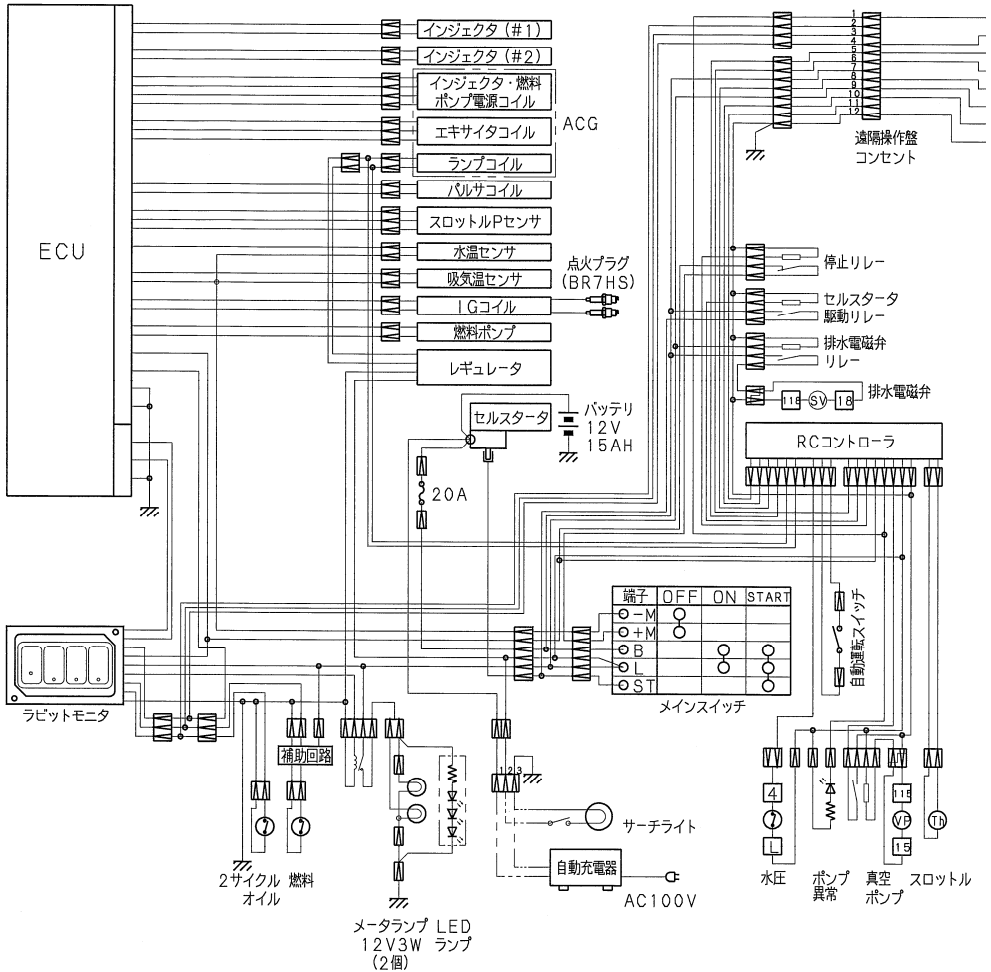 ECU
インジェクタ(#1)
インジェクタ(#2)
インジェクタ・燃料
ポンプ電源コイル
エキサイタコイル
ACG
ランプコイル
パルサコイル
スロットルPセンサ
水温センサ
吸気温センサ
IGコイル
燃料ポンプ
レギュレータ
点火プラグ
(BR7HS)
セルスタータ
バッテリ
12V
15AH
20A
1
2
3
4
5
6
7
8
9
10
11
12
遠隔操作盤
コンセント
停止リレー
セルスタータ
駆動リレー
排水電磁弁
リレー
118
SV
18
排水電磁弁
RCコントローラ
端子 OFF ON START
-M
+M
B
L
ST
メインスイッチ
自動運転スイッチ
ラビットモニタ
補助回路
2サイクル
オイル
燃料
メータランプ
12V3W
(2個)
LED
ランプ
1 2 3
サーチライト
自動充電器
AC100V
4
L
水圧
ポンプ
異常
115
VP
15
真空
ポンプ
Th
スロットル